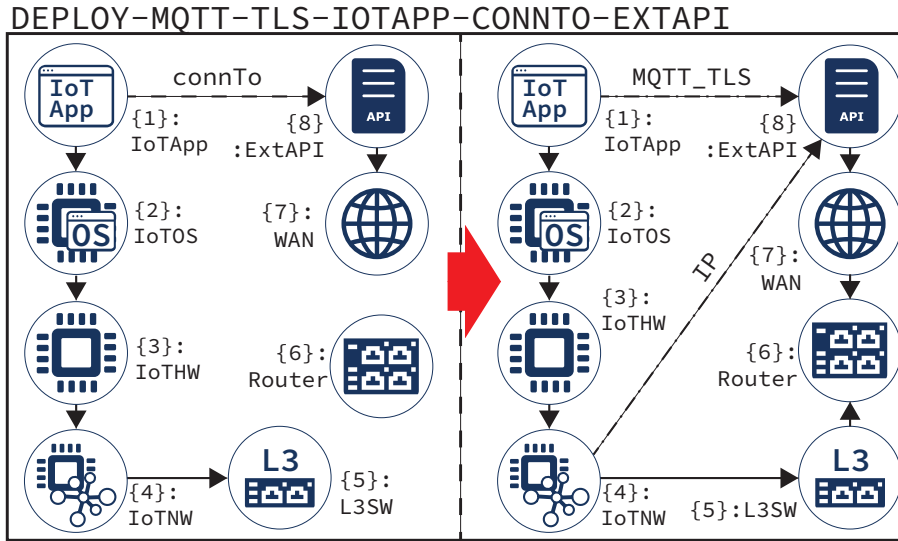 DEPLOY-MQTT-TLS-IOTAPP-CONNTO-EXTAPI
IoT
App
connTo
API
{1}:
IoTApp
{8}
:ExtAPI
OS
{2}:
IoTOS
{7}:
WAN
{3}:
IoTHW
{6}:
Router
{4}:
IoTNW
L3
{5}:
L3SW
IoT
App
MQTT_TLS
API
{1}:
IoTApp
{8}
:ExtAPI
OS
{2}:
IoTOS
IP
{7}:
WAN
{3}:
IoTHW
{6}:
Router
{4}:
IoTNW
{5}:L3SW
L3